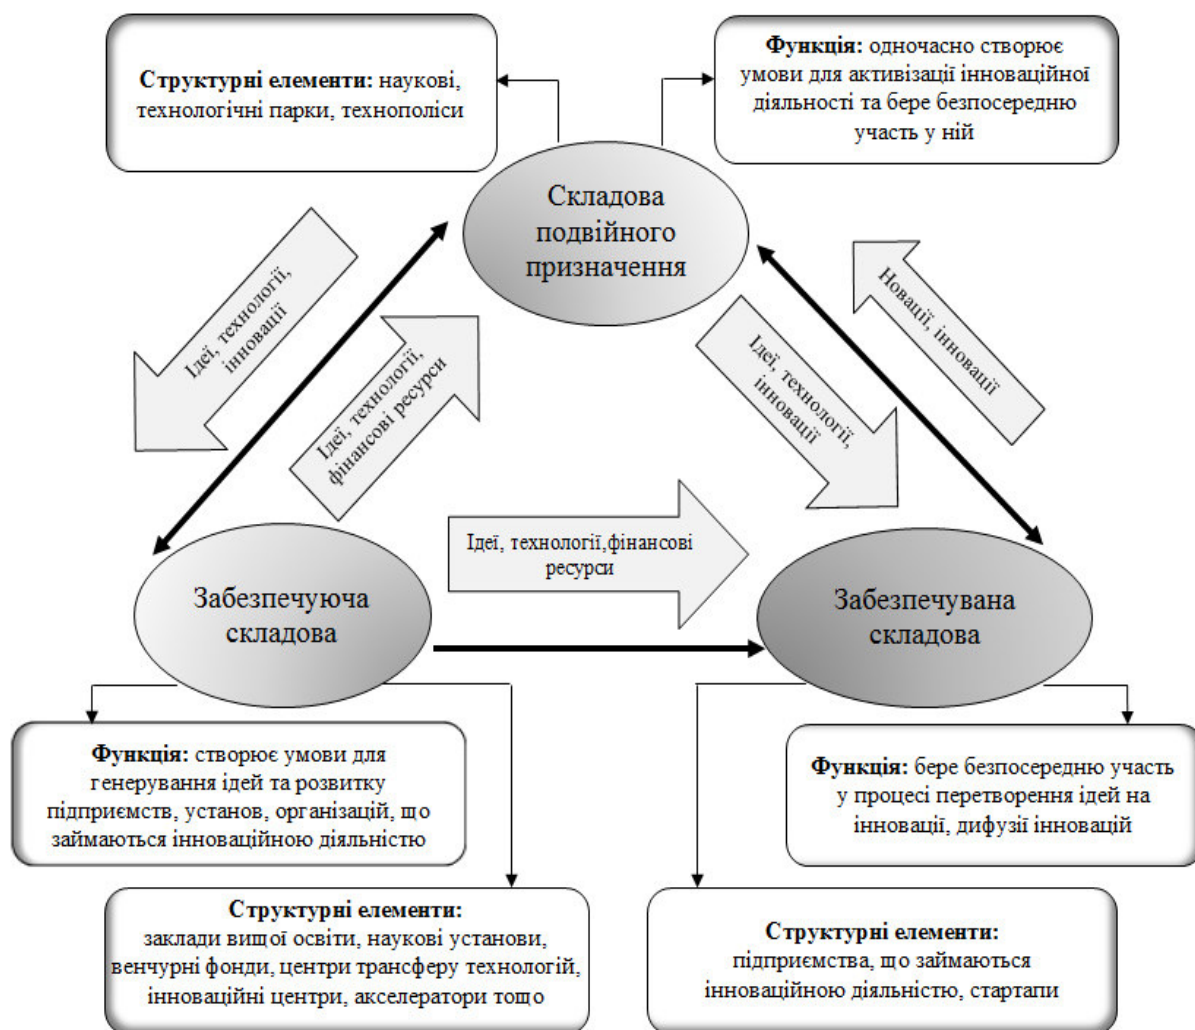 Структурні елементи: наукові,
технологічні парки, технополіси
Функція: одночасно створює
умови для активізації інноваційної
діяльності та бере безпосередню
участь у ній
Складова
подвійного
призначення
Ідеї, технології,
інновації
Ідеї, технології,
фінансові ресурси
Ідеї, технології,
інновації
Новації, інновації
Ідеї, технології,фінансові
ресурси
Забезпечуюча
складова
Забезпечувана
складова
Функція: створює умови для
генерування ідей та розвитку
підприємств, установ, організацій, що
займаються інноваційною діяльністю
Функція: бере безпосередню участь
у процесі перетворення ідей на
інновації, дифузії інновацій
Структурні елементи:
заклади вищої освіти, наукові установи,
венчурні фонди, центри трансферу технологій,
інноваційні центри, акселератори тощо
Структурні елементи:
підприємства, що займаються
інноваційною діяльністю, стартапи